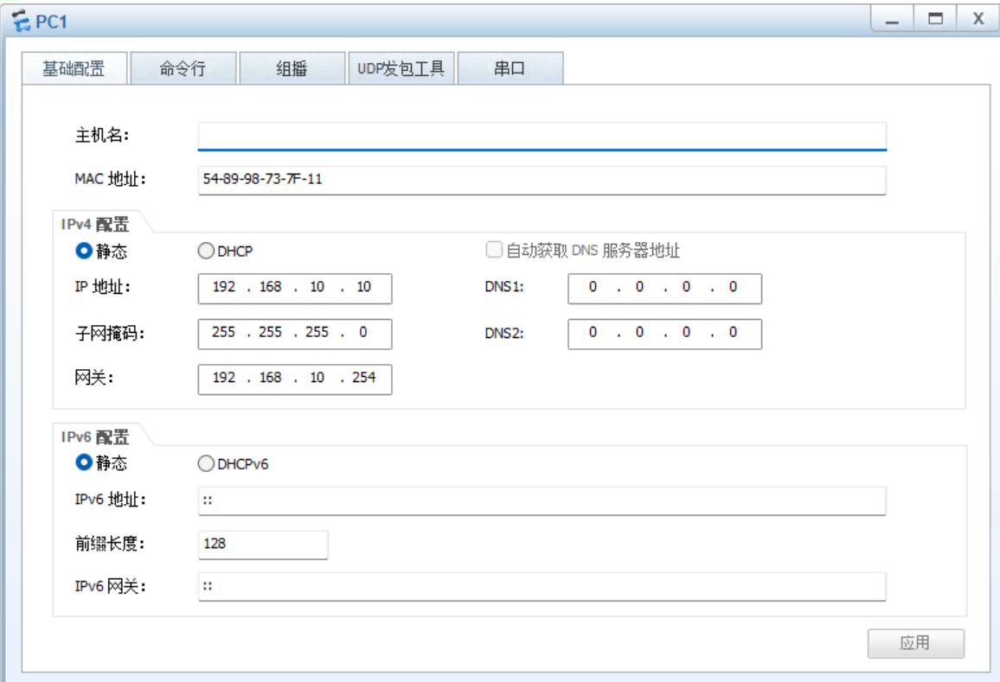 PC1
X
基础配置 命令行 组播 UDP发包工具 串口
主机名:
MAC 地址: 54-89-98-73-7F-11
IPv4 配置
静态 DHCP 自动获取 DNS 服务器地址
IP 地址: 192 . 168 . 10 . 10 DNS1: 0 . 0 . 0 . 0
子网掩码: 255 . 255 . 255 . 0 DNS2: 0 . 0 . 0 . 0
网关: 192 . 168 . 10 . 254
IPv6 配置
静态 DHCPv6
IPv6 地址: ::
前缀长度: 128
IPv6 网关: ::
应用